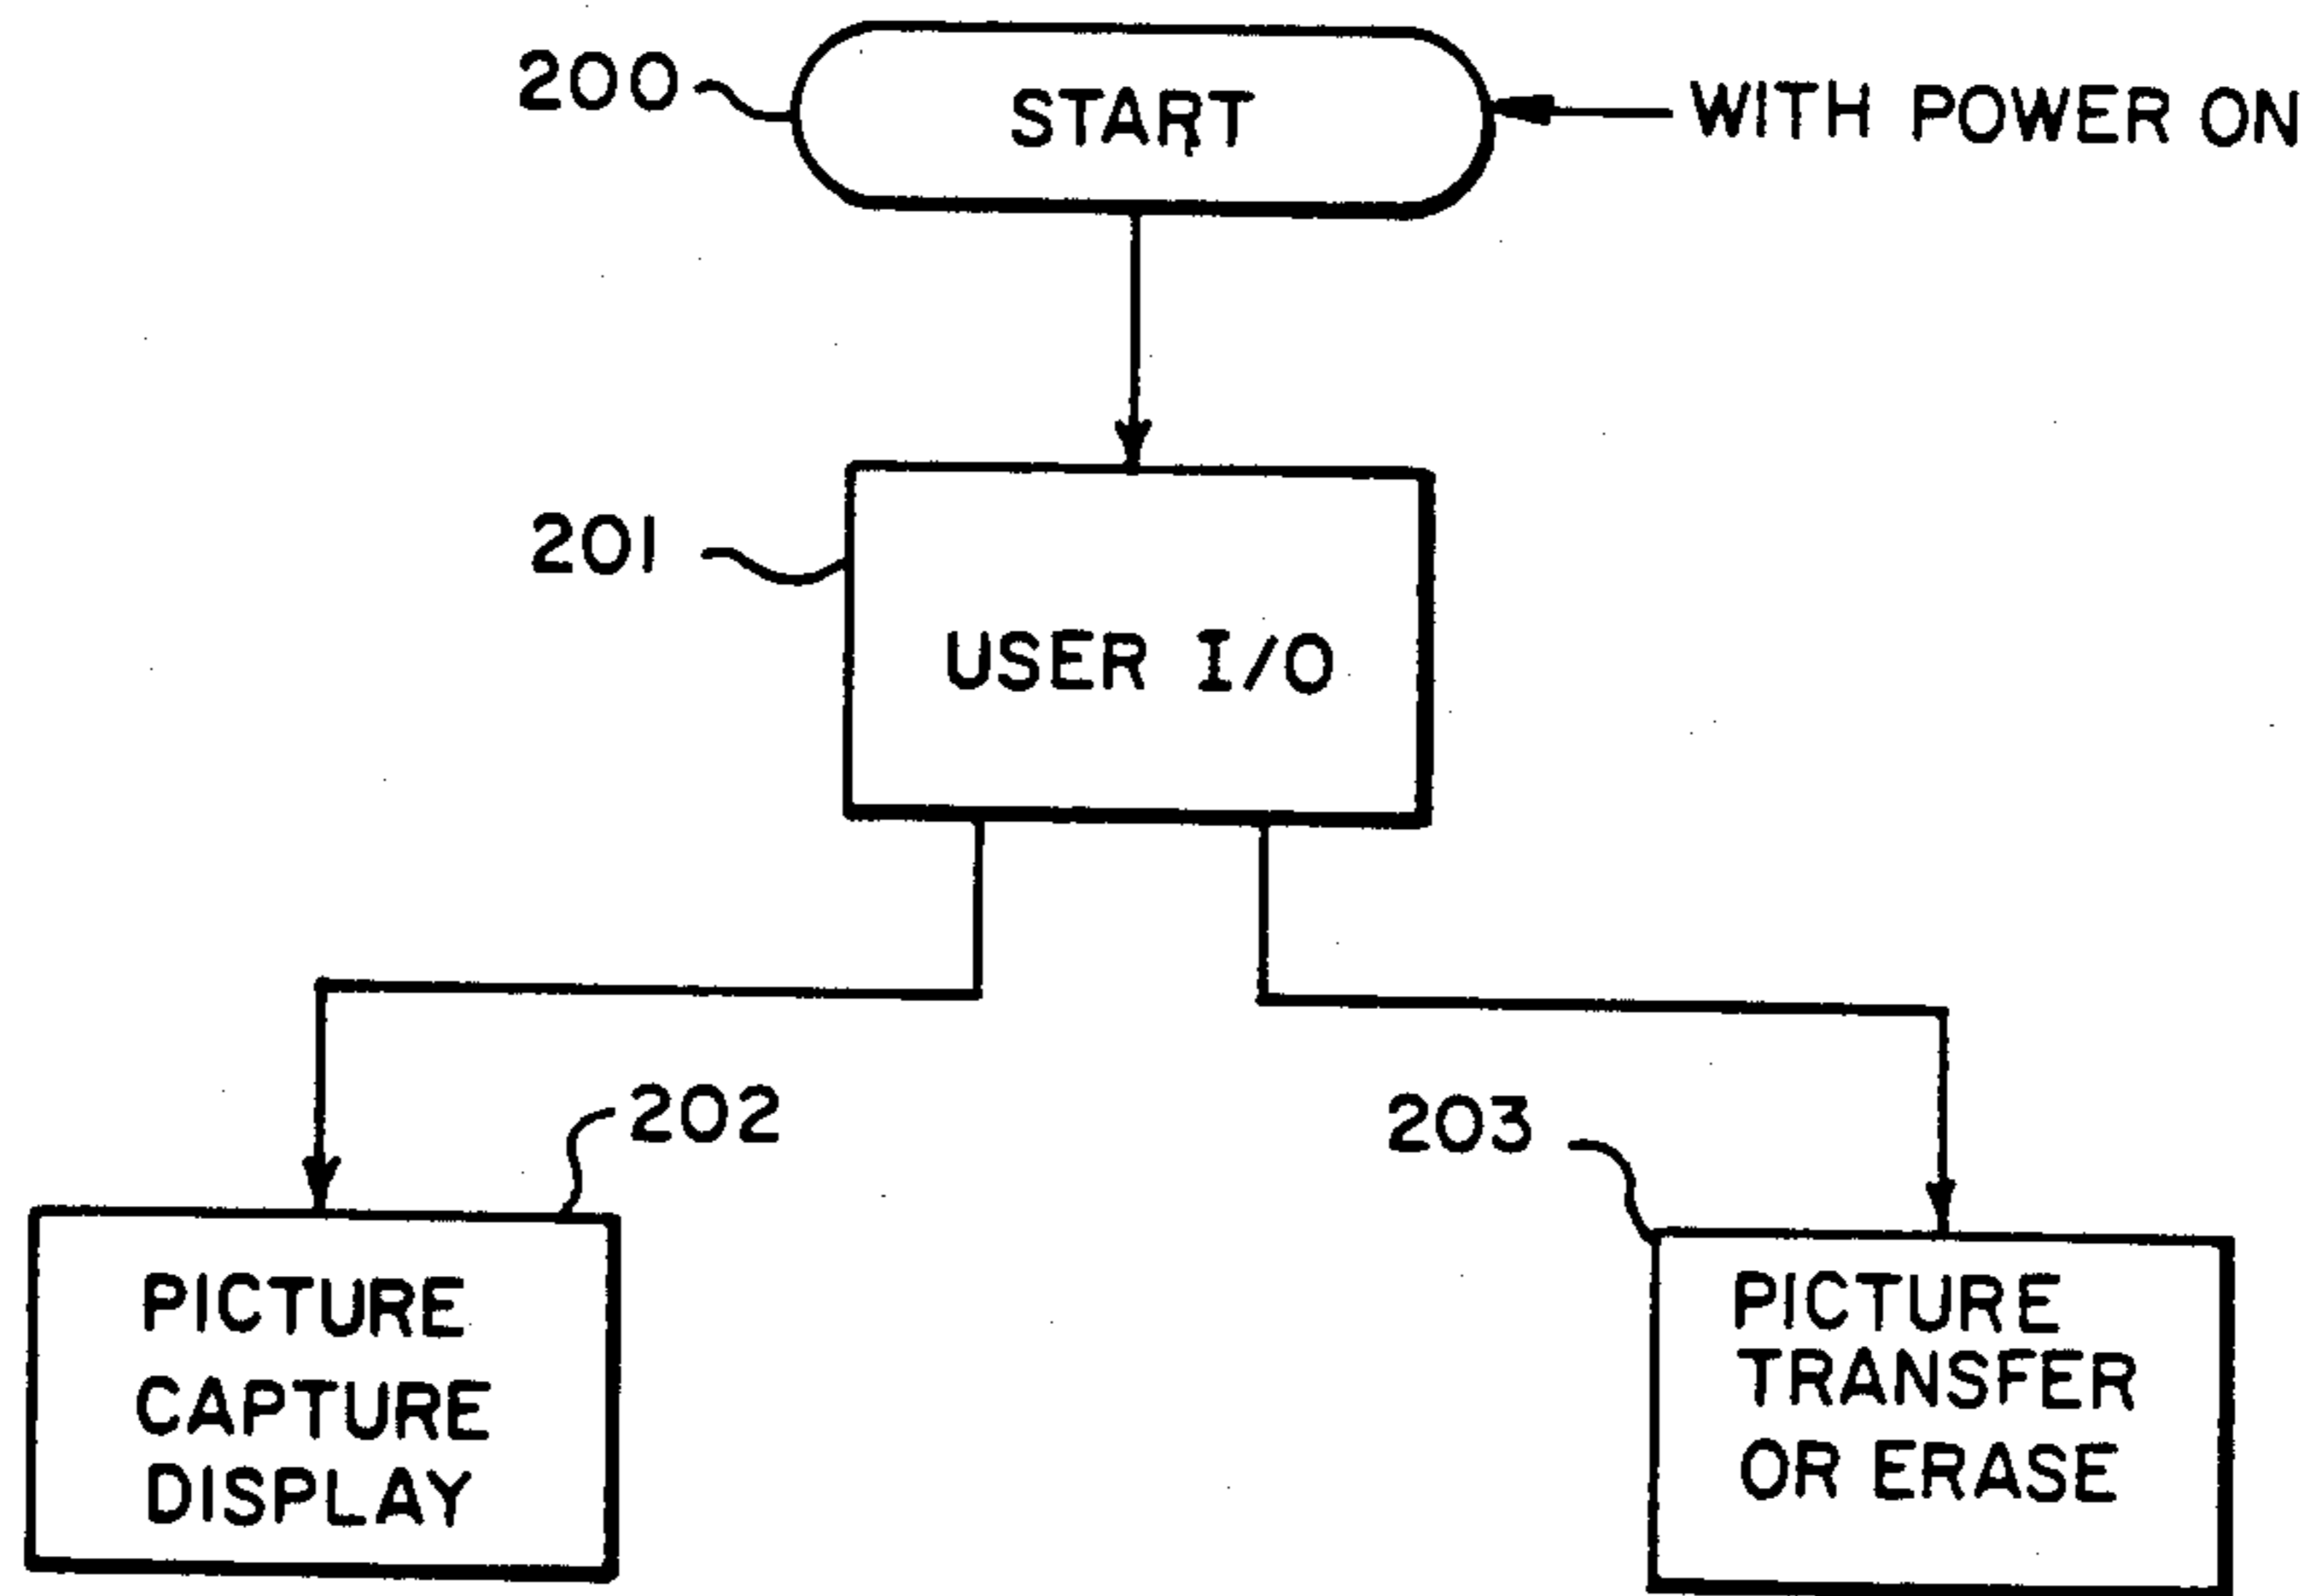 200
START
WITH POWER ON
201
USER I/O
202
203
PICTURE
CAPTURE
DISPLAY
PICTURE
TRANSFER
OR ERASE